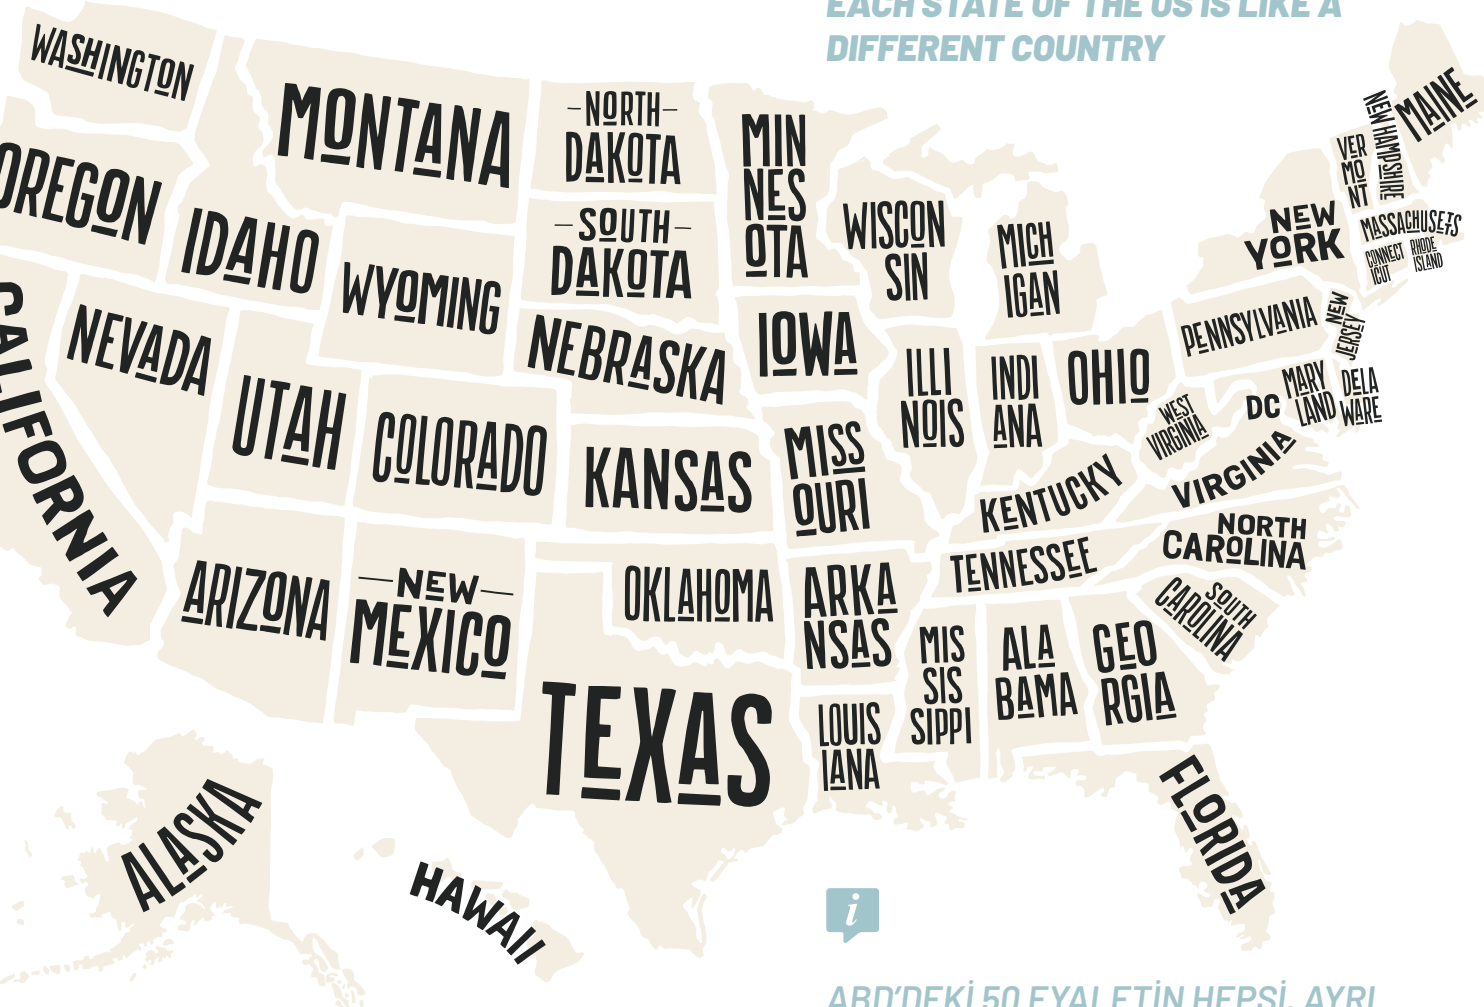 EACH STATE OF THE US IS LIKE A
DIFFERENT COUNTRY
WASHINGTON
OREGON
CALIFORNIA
IDAHO
NEVADA
MONTANA
WYOMING
UTAH
COLORADO
ARIZONA
NEW
MEXICO
NORTH
DAKOTA
SOUTH
DAKOTA
NEBRASKA
KANSAS
OKLAHOMA
TEXAS
MIN
NES
OTA
IOWA
MISS
OURI
ARKA
NSAS
LOUIS
IANA
WISCON
SIN
ILLI
NOIS
MICH
IGAN
INDI
ANA
OHIO
KENTUCKY
TENNESSEE
MIS
SIS
SIPPI
ALA
BAMA
GEO
RGIA
FLORIDA
SOUTH
CAROLINA
NORTH
CAROLINA
VIRGINIA
WEST
VIRGINIA
DC
MARY
LAND
DELA
WARE
PENNSYLVANIA
NEW
JERSEY
NEW
YORK
CONNECT
ICUT
RHODE
ISLAND
MASSACHUSETS
VER
MO
NT
NEW HAMPSHIRE
MAINE
ALASKA
HAWAII
i
ABD'DEKİ 50 EYALETİN HEPSİ, AYRI